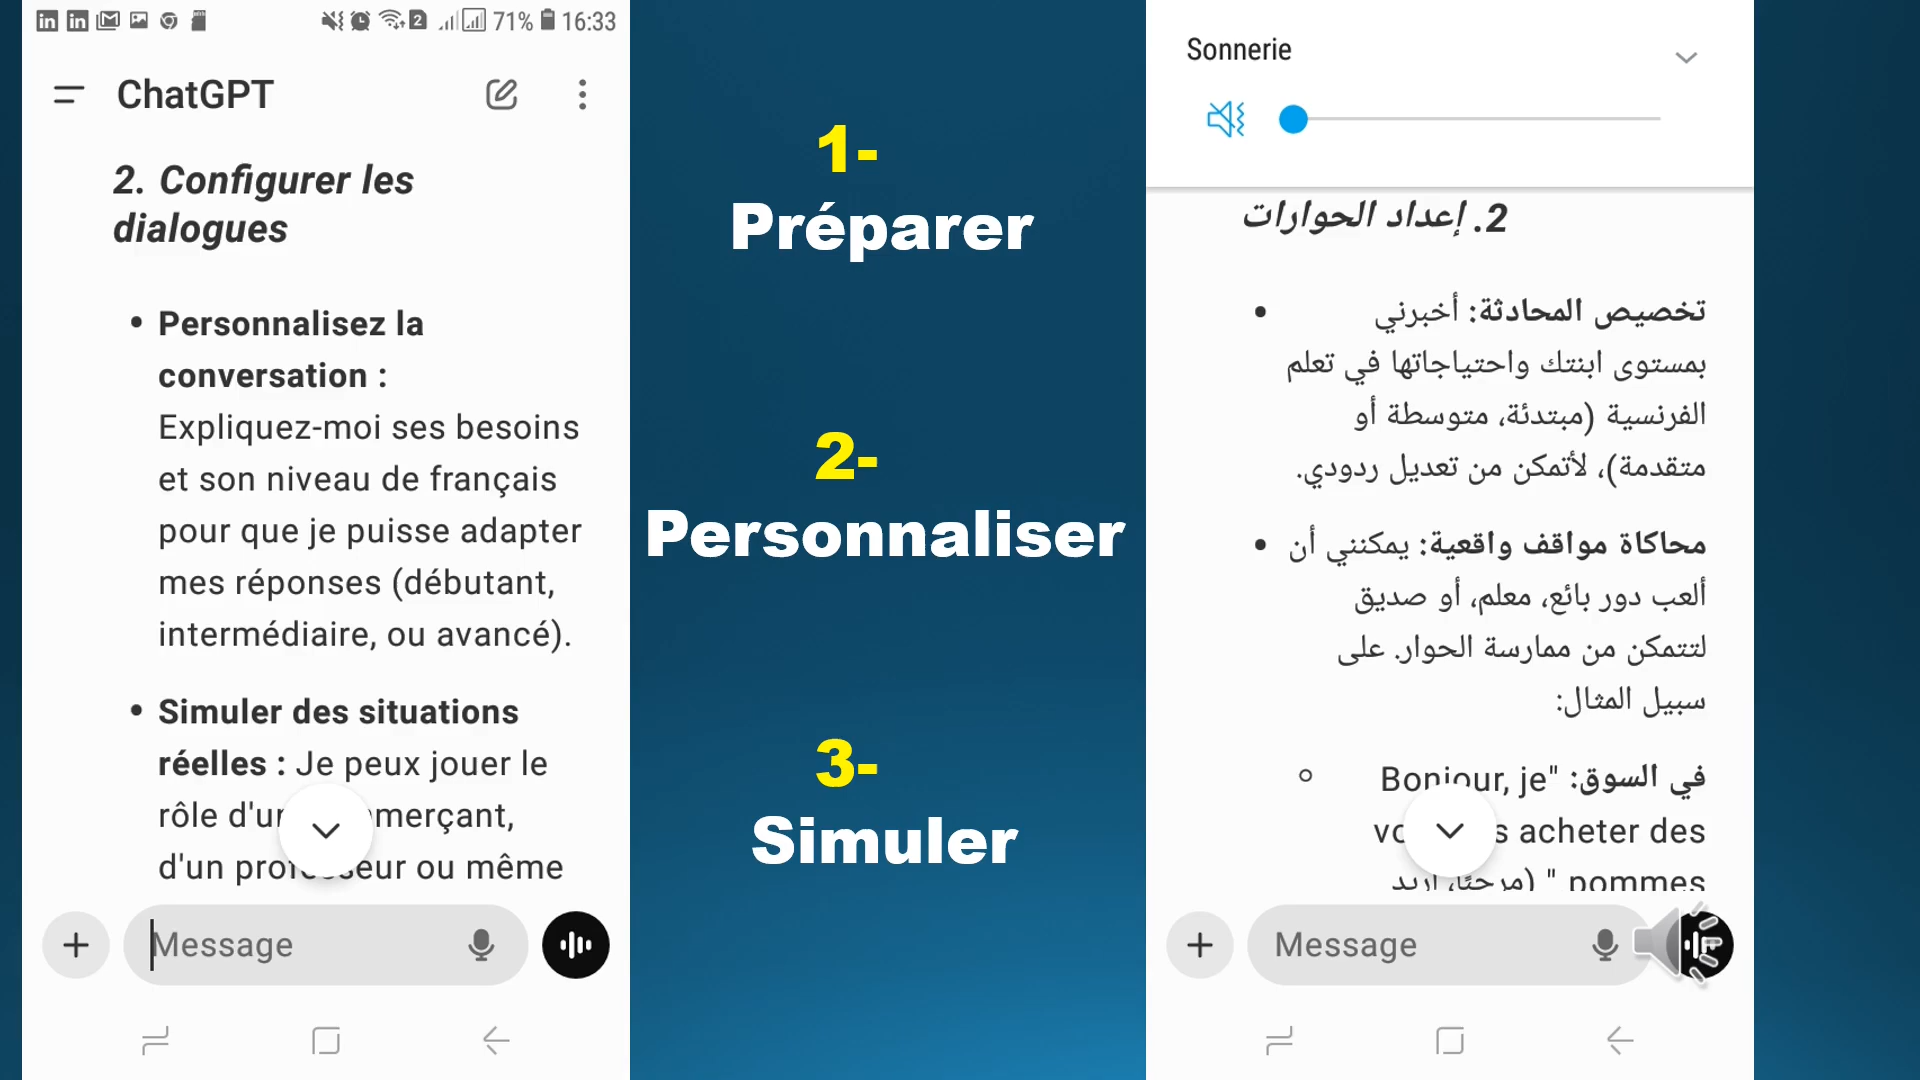 71% 16:33
ChatGPT
2. Configurer les
dialogues
• Personnalisez la
conversation :
Expliquez-moi ses besoins
et son niveau de français
pour que je puisse adapter
mes réponses (débutant,
intermédiaire, ou avancé).
• Simuler des situations
réelles : Je peux jouer le
rôle
merçant,
ou même
Message
1-
Préparer
2-
Personnaliser
3-
Simuler
Sonnerie
2. إعداد الحوارات
• تخصيص المحادثة: أخبرني
بمستوى ابنتك واحتياجاتها في تعلم
الفرنسية (مبتدئة، متوسطة أو
متقدمة)، لأتمكن من تعديل ردودي.
• محاكاة مواقف واقعية: يمكنني أن
ألعب دور بائع، معلم، أو صديق
لتتمكن من ممارسة الحوار. على
سبيل المثال:
في السوق: "Bonjour, je
acheter des
pommes "
Message